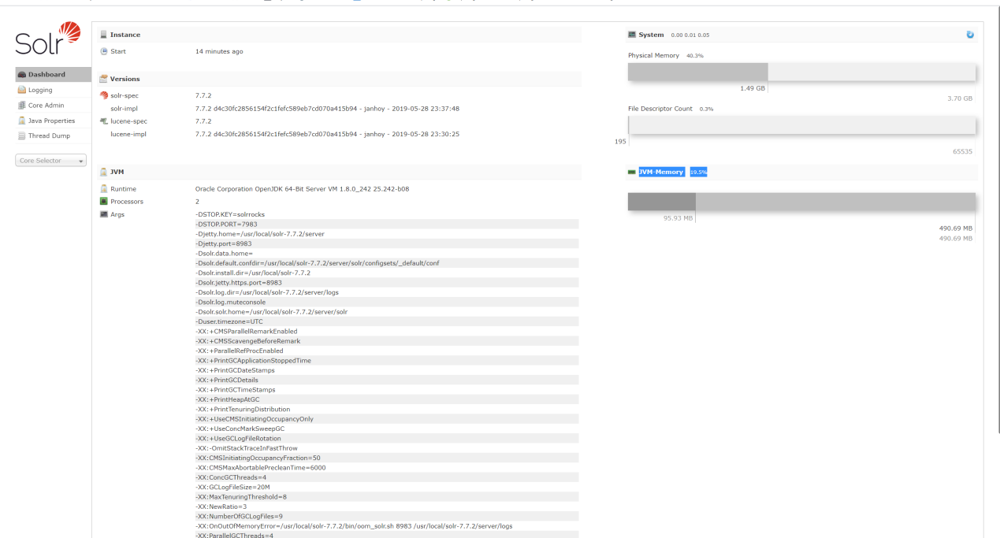 Solr
Dashboard
Logging
Core Admin
Java Properties
Thread Dump
Core Selector
Instance
Start 14 minutes ago
Versions
solr-spec 7.7.2
solr-impl 7.7.2 d4c30fc2856154f2c1fefc589eb7cd070a415b94 - janhoy - 2019-05-28 23:37:48
lucene-spec 7.7.2
lucene-impl 7.7.2 d4c30fc2856154f2c1fefc589eb7cd070a415b94 - janhoy - 2019-05-28 23:30:25
JVM
Runtime Oracle Corporation OpenJDK 64-Bit Server VM 1.8.0_242 25.242-b08
Processors 2
Args -DSTOP.KEY=solrrocks
-DSTOP.PORT=7983
-Djetty.home=/usr/local/solr-7.7.2/server
-Djetty.port=8983
-Dsolr.data.home=
-Dsolr.default.confdir=/usr/local/solr-7.7.2/server/solr/configsets/_default/conf
-Dsolr.install.dir=/usr/local/solr-7.7.2
-Dsolr.jetty.https.port=8983
-Dsolr.log.dir=/usr/local/solr-7.7.2/server/logs
-Dsolr.log.muteconsole
-Dsolr.solr.home=/usr/local/solr-7.7.2/server/solr
-Duser.timezone=UTC
-XX:+CMSParallelRemarkEnabled
-XX:+CMSScavengeBeforeRemark
-XX:+ParallelRefProcEnabled
-XX:+PrintGCApplicationStoppedTime
-XX:+PrintGCDateStamps
-XX:+PrintGCDetails
-XX:+PrintGCTimeStamps
-XX:+PrintHeapAtGC
-XX:+PrintTenuringDistribution
-XX:+UseCMSInitiatingOccupancyOnly
-XX:+UseConcMarkSweepGC
-XX:+UseGCLogFileRotation
-XX:-OmitStackTraceInFastThrow
-XX:CMSInitiatingOccupancyFraction=50
-XX:CMSMaxAbortablePrecleanTime=6000
-XX:ConcGCThreads=4
-XX:GCLogFileSize=20M
-XX:MaxTenuringThreshold=8
-XX:NewRatio=3
-XX:NumberOfGCLogFiles=9
-XX:OnOutOfMemoryError=/usr/local/solr-7.7.2/bin/oom_solr.sh 8983 /usr/local/solr-7.7.2/server/logs
-XX:ParallelGCThreads=4
System 0.00 0.01 0.05
Physical Memory 40.3%
1.49 GB
3.70 GB
File Descriptor Count 0.3%
195
65535
JVM-Memory 19.5%
95.93 MB
490.69 MB
490.69 MB